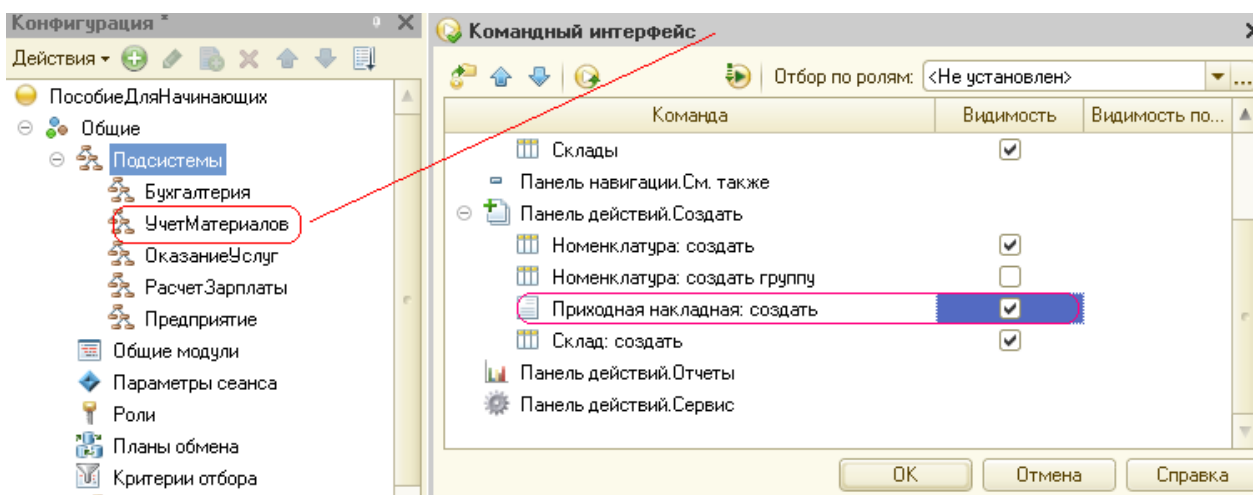 Конфигурация *
Действия
ПособиеДляНачинающих
Общие
Подсистемы
Бухгалтерия
УчетМатериалов
ОказаниеУслуг
РасчетЗарплаты
Предприятие
Общие модули
Параметры сеанса
Роли
Планы обмена
Критерии отбора
Командный интерфейс
Отбор по ролям: <Не установлен>
Команда Видимость Видимость по...
Склады
Панель навигации.См. также
Панель действий.Создать
Номенклатура: создать
Номенклатура: создать группу
Приходная накладная: создать
Склад: создать
Панель действий.Отчеты
Панель действий.Сервис
OK Отмена Справка